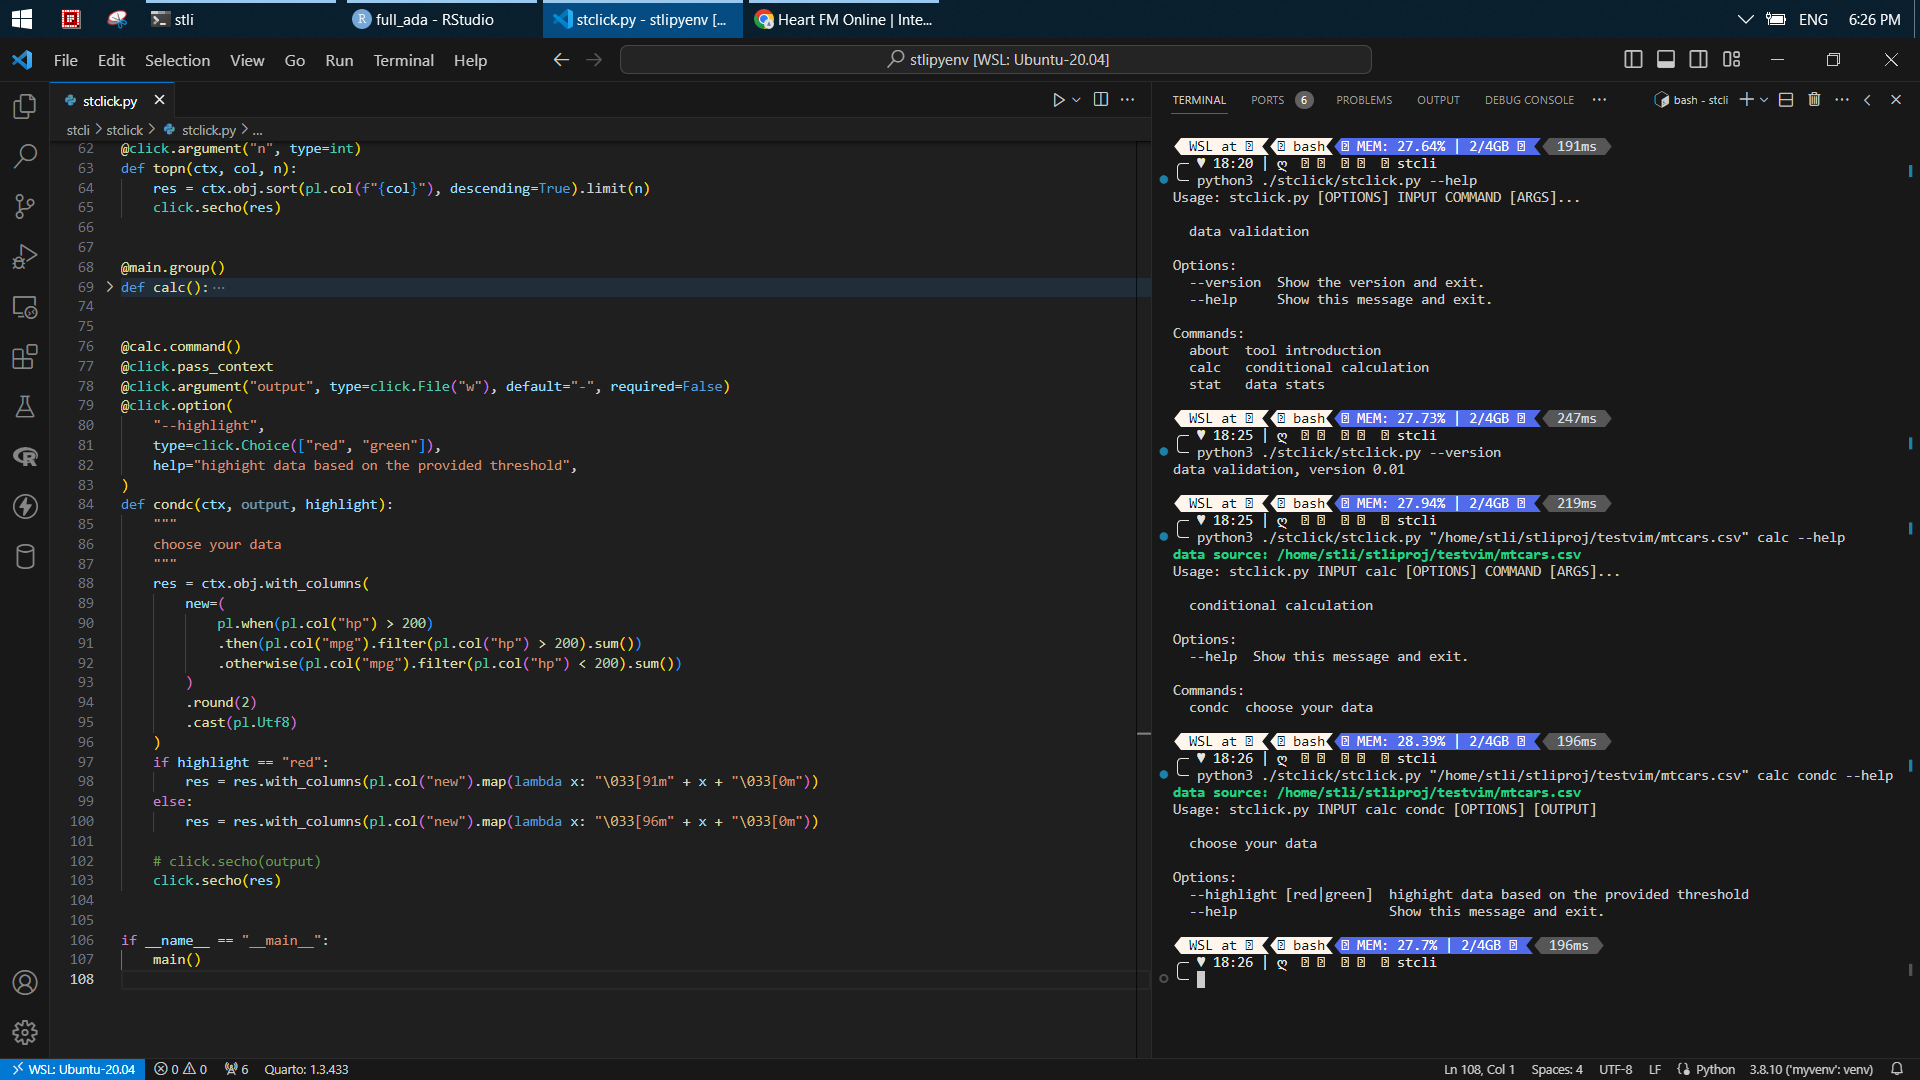 stli
full_ada - RStudio
stclick.py - stlipyenv [...
Heart FM Online | Inte...
ENG
6:26 PM
File Edit Selection View Go Run Terminal Help
stlipyenv [WSL: Ubuntu-20.04]
stclick.py
stcli > stclick > stclick.py > ...
62 @click.argument("n", type=int)
63 def topn(ctx, col, n):
64     res = ctx.obj.sort(pl.col(f"{col}"), descending=True).limit(n)
65     click.secho(res)
66
67
68 @main.group()
69 def calc(): ···
74
75
76 @calc.command()
77 @click.pass_context
78 @click.argument("output", type=click.File("w"), default="-", required=False)
79 @click.option(
80     "--highlight",
81     type=click.Choice(["red", "green"]),
82     help="highight data based on the provided threshold",
83 )
84 def condc(ctx, output, highlight):
85     """
86     choose your data
87     """
88     res = ctx.obj.with_columns(
89         new=(
90             pl.when(pl.col("hp") > 200)
91             .then(pl.col("mpg").filter(pl.col("hp") > 200).sum())
92             .otherwise(pl.col("mpg").filter(pl.col("hp") < 200).sum())
93         )
94         .round(2)
95         .cast(pl.Utf8)
96     )
97     if highlight == "red":
98         res = res.with_columns(pl.col("new").map(lambda x: "\033[91m" + x + "\033[0m"))
99     else:
100         res = res.with_columns(pl.col("new").map(lambda x: "\033[96m" + x + "\033[0m"))
101
102     # click.secho(output)
103     click.secho(res)
104
105
106 if __name__ == "__main__":
107     main()
108
TERMINAL PORTS 6 PROBLEMS OUTPUT DEBUG CONSOLE ···
bash - stcli
WSL at bash MEM: 27.64% | 2/4GB 191ms
♥ 18:20 | ღ stcli
python3 ./stclick/stclick.py --help
Usage: stclick.py [OPTIONS] INPUT COMMAND [ARGS]...
data validation
Options:
--version  Show the version and exit.
--help     Show this message and exit.
Commands:
about  tool introduction
calc   conditional calculation
stat   data stats
WSL at bash MEM: 27.73% | 2/4GB 247ms
♥ 18:25 | ღ stcli
python3 ./stclick/stclick.py --version
data validation, version 0.01
WSL at bash MEM: 27.94% | 2/4GB 219ms
♥ 18:25 | ღ stcli
python3 ./stclick/stclick.py "/home/stli/stliproj/testvim/mtcars.csv" calc --help
data source: /home/stli/stliproj/testvim/mtcars.csv
Usage: stclick.py INPUT calc [OPTIONS] COMMAND [ARGS]...
conditional calculation
Options:
--help  Show this message and exit.
Commands:
condc  choose your data
WSL at bash MEM: 28.39% | 2/4GB 196ms
♥ 18:26 | ღ stcli
python3 ./stclick/stclick.py "/home/stli/stliproj/testvim/mtcars.csv" calc condc --help
data source: /home/stli/stliproj/testvim/mtcars.csv
Usage: stclick.py INPUT calc condc [OPTIONS] [OUTPUT]
choose your data
Options:
--highlight [red|green]  highight data based on the provided threshold
--help                   Show this message and exit.
WSL at bash MEM: 27.7% | 2/4GB 196ms
♥ 18:26 | ღ stcli
WSL: Ubuntu-20.04
0 0
6
Quarto: 1.3.433
Ln 108, Col 1
Spaces: 4
UTF-8
LF
Python
3.8.10 ('myvenv': venv)